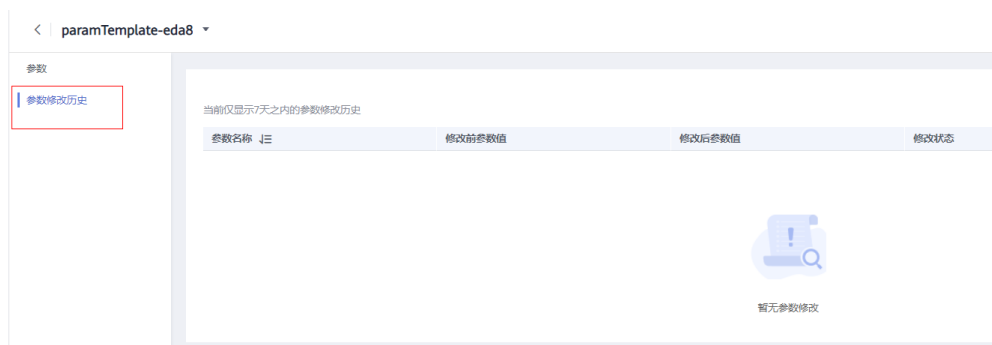 paramTemplate-eda8
参数
参数修改历史
当前仅显示7天之内的参数修改历史
参数名称 修改前参数值 修改后参数值 修改状态
暂无参数修改